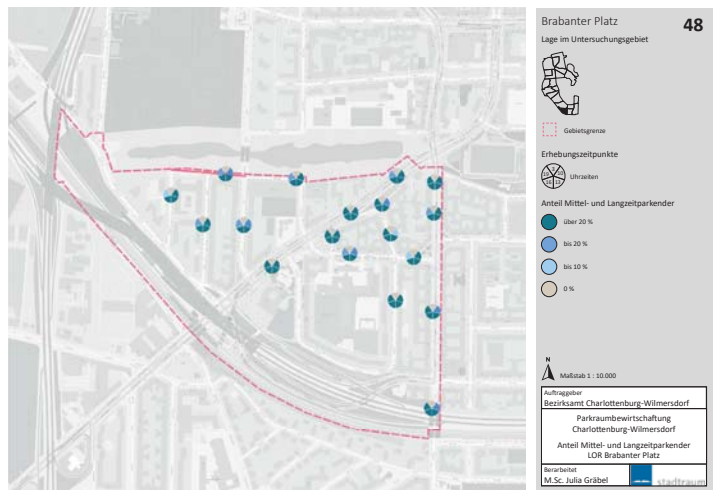 Brabanter Platz
48
Lage im Untersuchungsgebiet
Gebietsgrenze
Erhebungszeitpunkte
Uhrzeiten
Anteil Mittel- und Langzeitparkender
über 20 %
bis 20 %
bis 10 %
0 %
N
Maßstab 1 : 10.000
Auftraggeber
Bezirksamt Charlottenburg-Wilmersdorf
Parkraumbewirtschaftung
Charlottenburg-Wilmersdorf
Anteil Mittel- und Langzeitparkender
LOR Brabanter Platz
Berarbeitet
M.Sc. Julia Gräbel
stadtraum